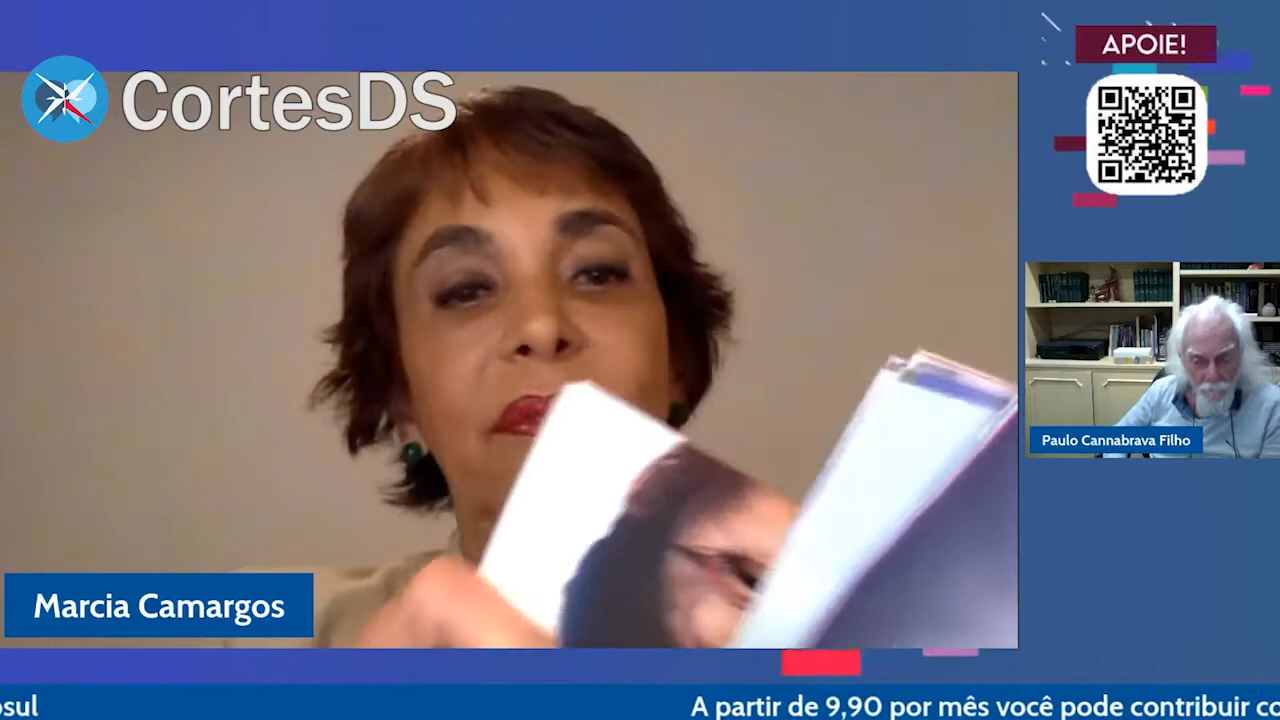 CortesDS
APOIE!
Paulo Cannabrava Filho
Marcia Camargos
osul
A partir de 9,90 por mês você pode contribuir co